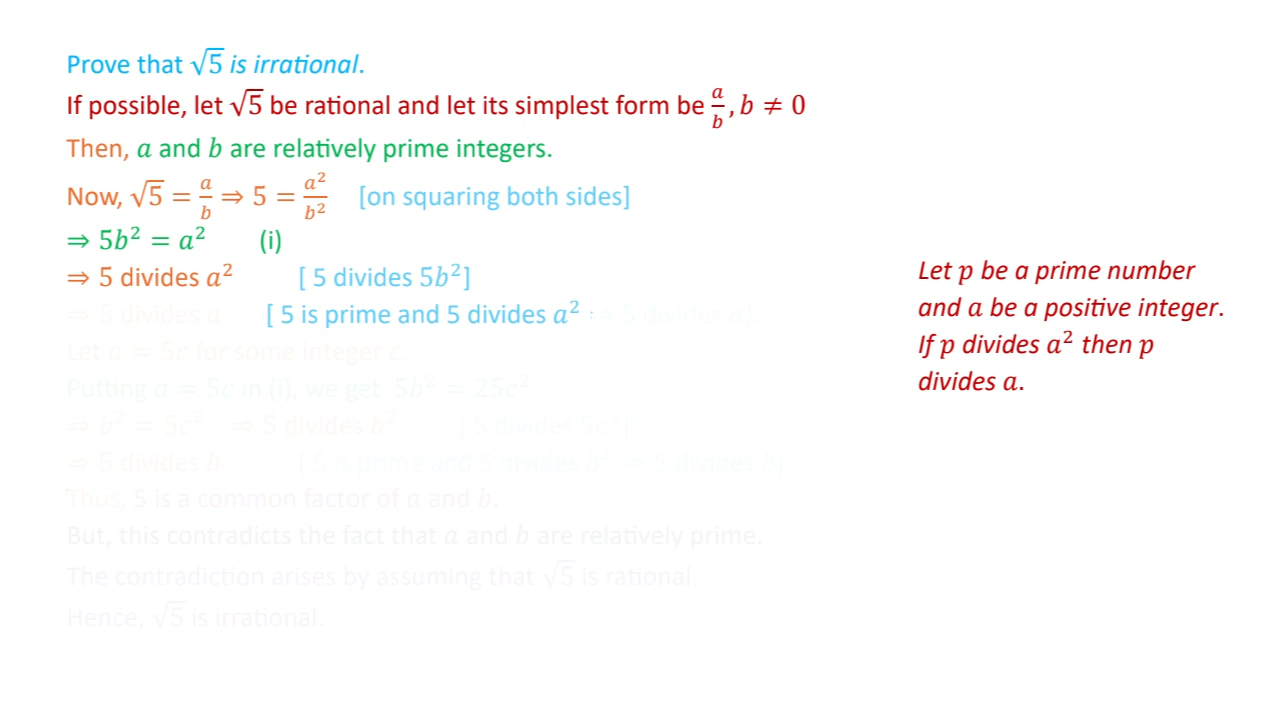 Prove that √5 is irrational.
If possible, let √5 be rational and let its simplest form be a/b, b ≠ 0
Then, a and b are relatively prime integers.
Now, √5 = a/b ⇒ 5 = a²/b² [on squaring both sides]
⇒ 5b² = a² (i)
⇒ 5 divides a² [ 5 divides 5b²]
⇒ 5 divides a [ 5 is prime and 5 divides a² ⇒ 5 divides a].
Let a = 5c for some integer c.
Putting a = 5c in (i), we get 5b² = 25c²
⇒ b² = 5c² ⇒ 5 divides b² [ 5 divides 5c²]
⇒ 5 divides b [ 5 is prime and 5 divides b² ⇒ 5 divides b].
Thus, 5 is a common factor of a and b.
But, this contradicts the fact that a and b are relatively prime.
The contradiction arises by assuming that √5 is rational.
Hence, √5 is irrational.
Let p be a prime number
and a be a positive integer.
If p divides a² then p
divides a.